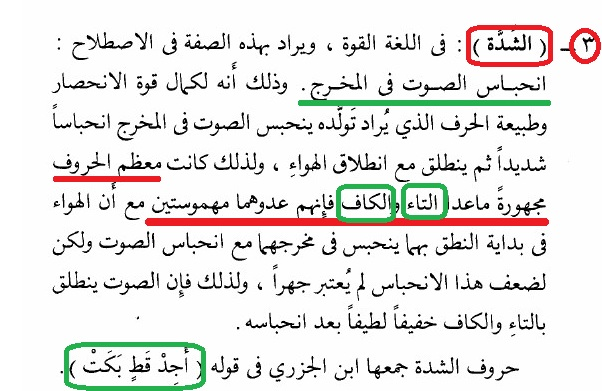 ٣ ـ ( الشَدَّة ) : فى اللغة القوة ، ويراد بهذه الصفة فى الاصطلاح :
انحباس الصوت فى المخرج . وذلك أنه لكمال قوة الانحصار
وطبيعة الحرف الذي يُراد تَولُّده ينحبس الصوت فى المخرج انحباساً
شديداً ثم ينطلق مع انطلاق الهواءِ ، ولذلك كانت معظم الحروف
مجهورةً ماعدا التاء والكاف فإنهم عدوهما مهموستين مع أن الهواء
فى بداية النطق بهما ينحبس فى مخرجهما مع انحباس الصوت ولكن
لضعف هذا الانحباس لم يُعتبر جهراً ، ولذلك فإن الصوت ينطلق
بالتاءِ والكاف خفيفاً لطيفاً بعد انحباسه .
حروف الشدة جمعها ابن الجزري فى قوله ( أَجِدْ قَطٍ بَكَتْ ) .